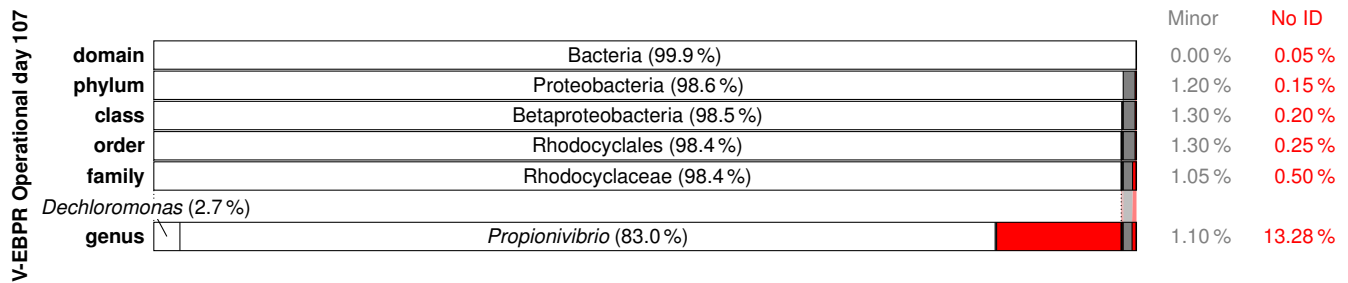 V-EBPR Operational day 107
Minor No ID
domain Bacteria (99.9 %) 0.00 % 0.05 %
phylum Proteobacteria (98.6 %) 1.20 % 0.15 %
class Betaproteobacteria (98.5 %) 1.30 % 0.20 %
order Rhodocyclales (98.4 %) 1.30 % 0.25 %
family Rhodocyclaceae (98.4 %) 1.05 % 0.50 %
Dechloromonas (2.7 %)
genus Propionivibrio (83.0 %) 1.10 % 13.28 %